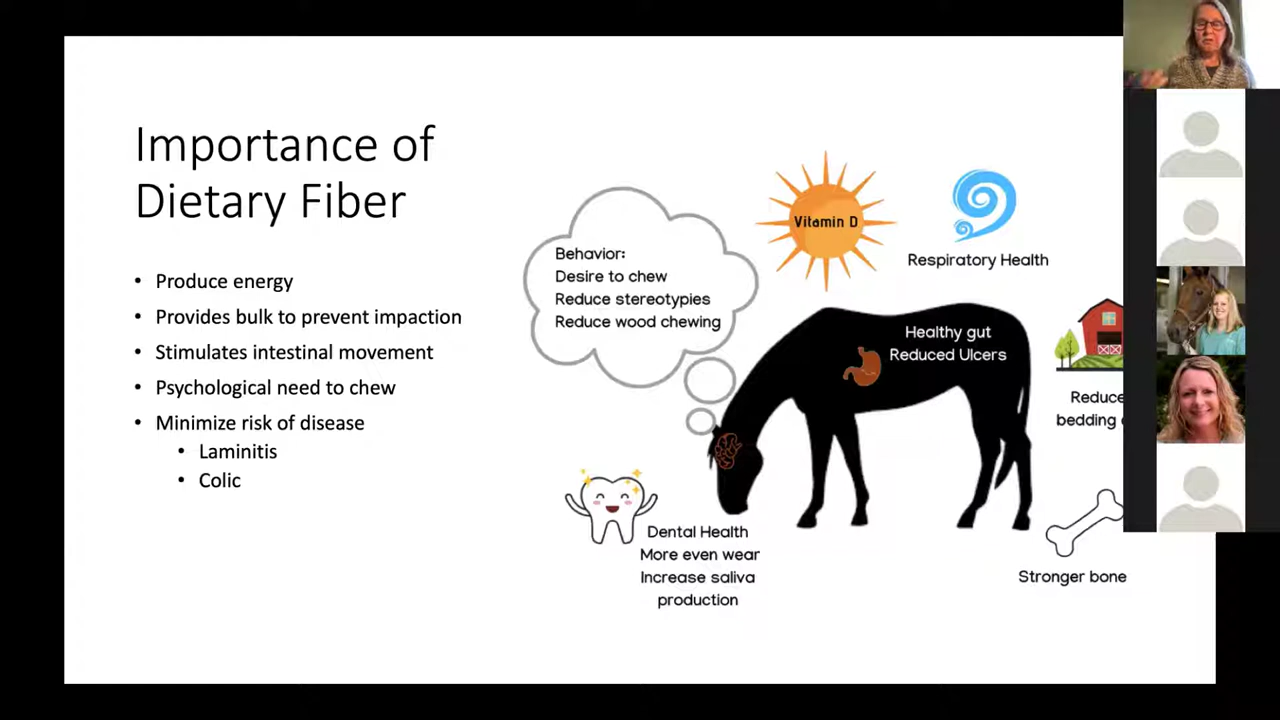 Importance of
Dietary Fiber
• Produce energy
• Provides bulk to prevent impaction
• Stimulates intestinal movement
• Psychological need to chew
• Minimize risk of disease
• Laminitis
• Colic
Behavior:
Desire to chew
Reduce stereotypies
Reduce wood chewing
Vitamin D
Respiratory Health
Healthy gut
Reduced Ulcers
Reduce
bedding
Dental Health
More even wear
Increase saliva
production
Stronger bone